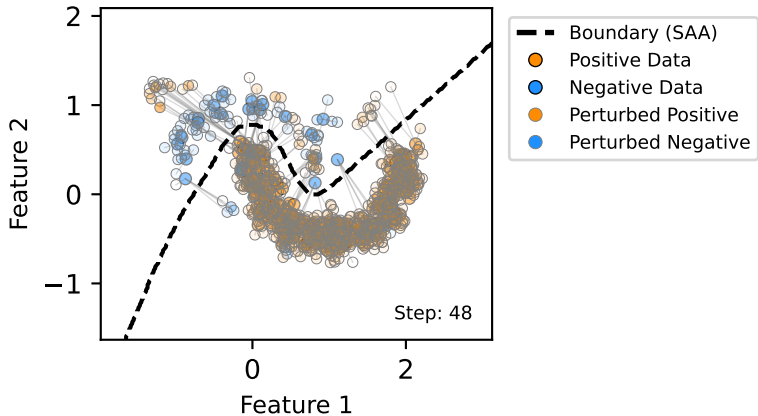 2
1
0
−1
0
2
Feature 2
Feature 1
Step: 48
Boundary (SAA)
Positive Data
Negative Data
Perturbed Positive
Perturbed Negative